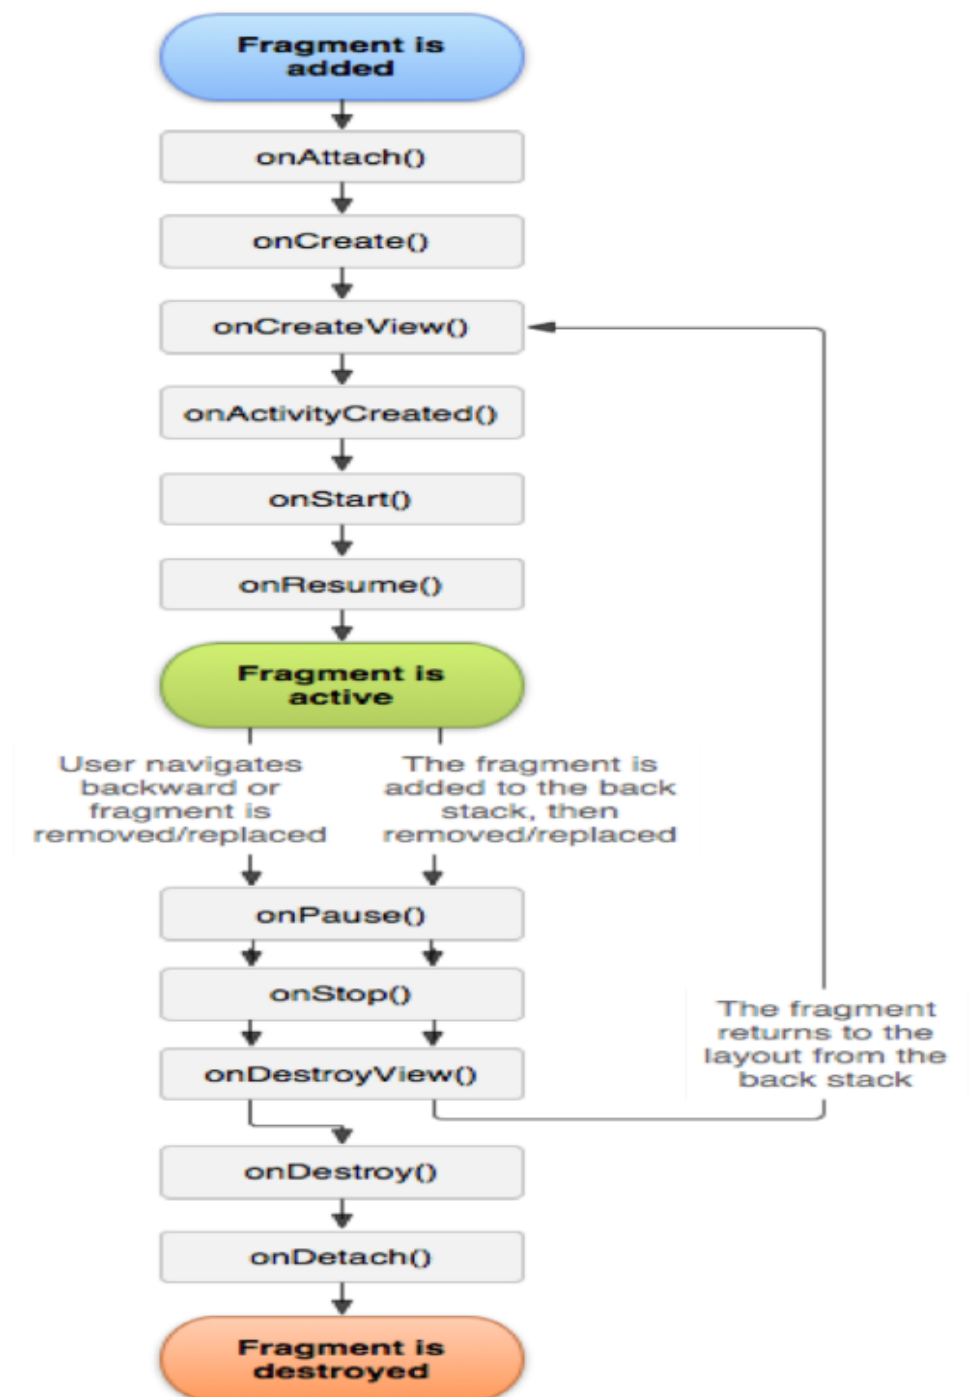 Fragment is
added
onAttach()
onCreate()
onCreateView()
onActivityCreated()
onStart()
onResume()
Fragment is
active
User navigates
backward or
fragment is
removed/replaced
The fragment is
added to the back
stack, then
removed/replaced
onPause()
onStop()
onDestroyView()
The fragment
returns to the
layout from the
back stack
onDestroy()
onDetach()
Fragment is
destroyed